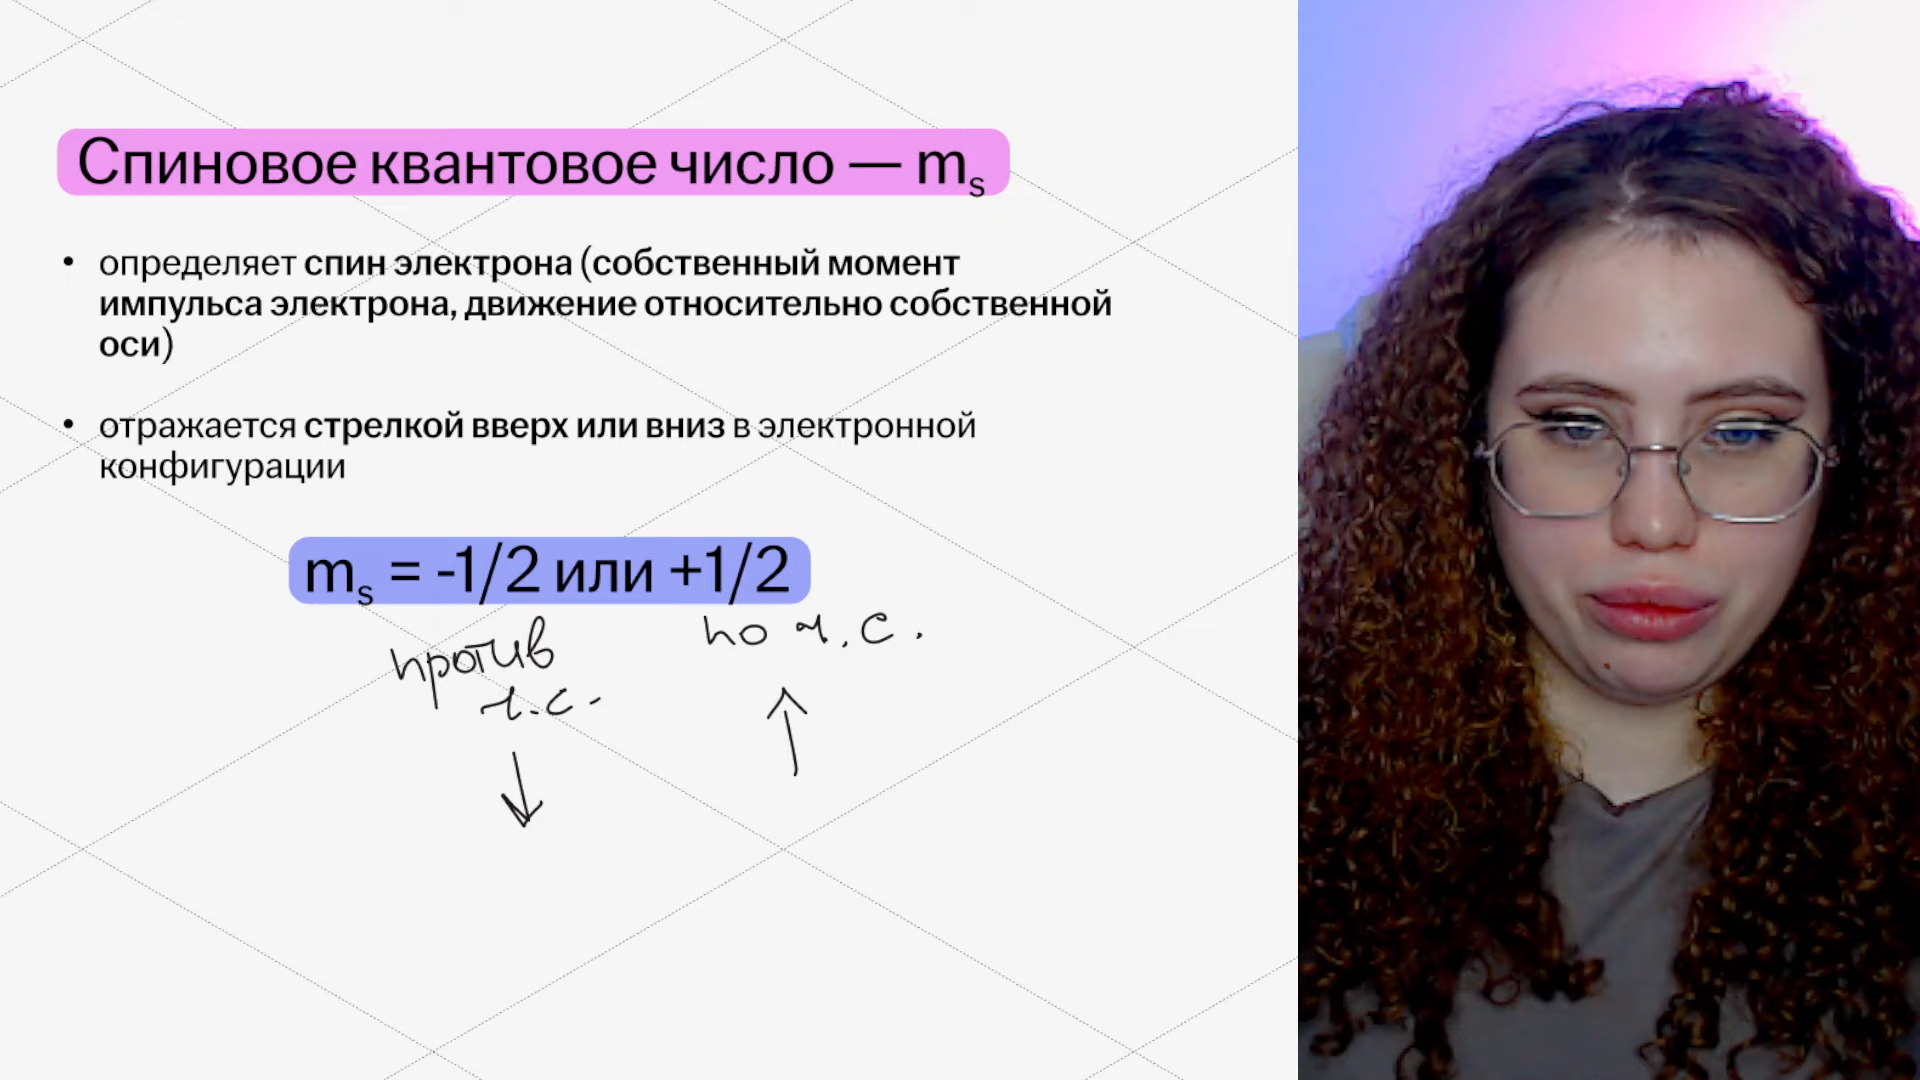 Спиновое квантовое число — mₛ
• определяет спин электрона (собственный момент
импульса электрона, движение относительно собственной
оси)
• отражается стрелкой вверх или вниз в электронной
конфигурации
mₛ = -1/2 или +1/2
против
ч.с.
по ч.с.